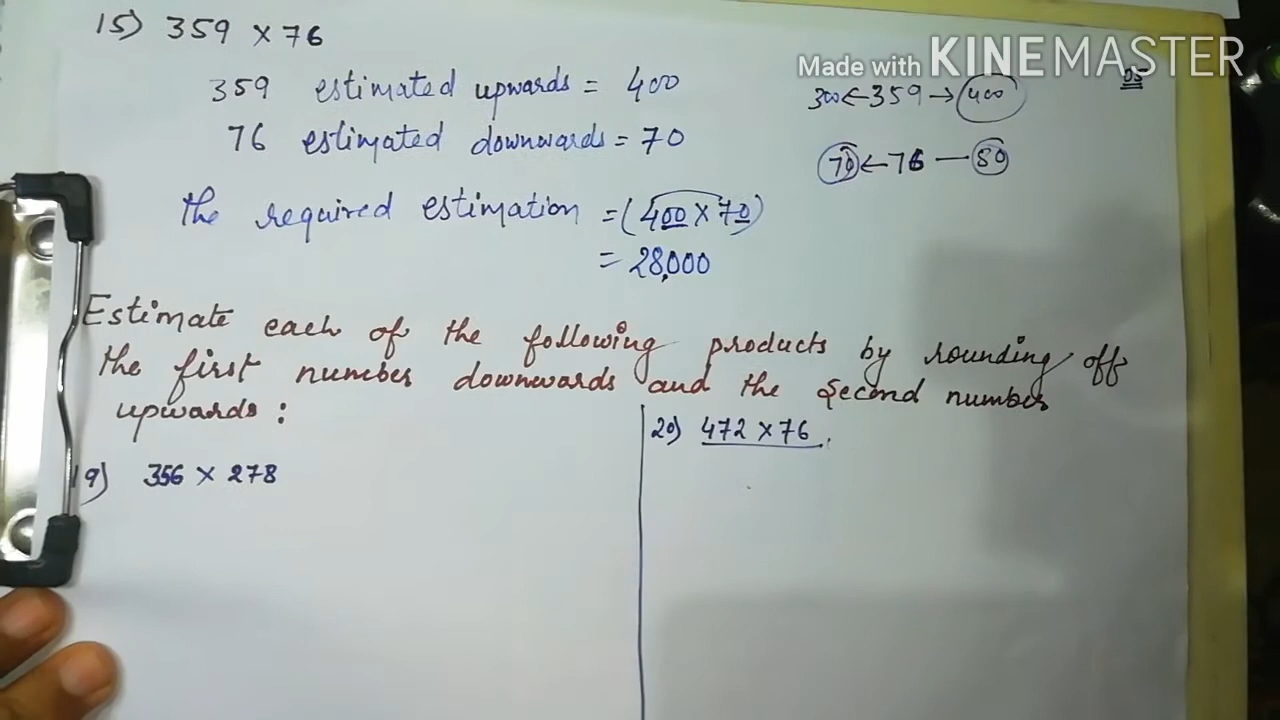 15) 359 × 76
Made with KINEMASTER
05
359 estimated upwards = 400
300 ← 359 → 400
76 estimated downwards = 70
70 ← 76 — 80
the required estimation = (400 × 70)
= 28,000
Estimate each of the following products by rounding off
the first number downwards and the second number
upwards :
19) 356 × 278
20) 472 × 76